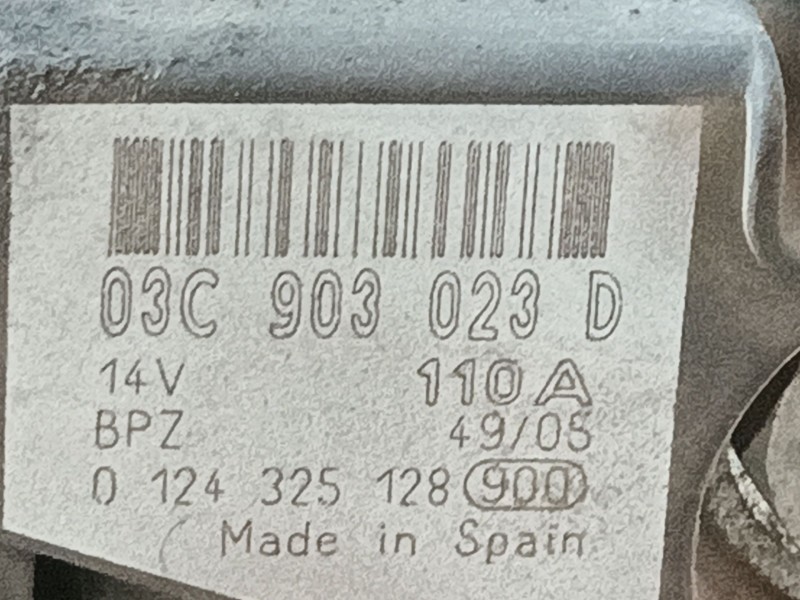 03C 903 023 D
14V 110A
BPZ 49/05
0 124 325 128 900
Made in Spain